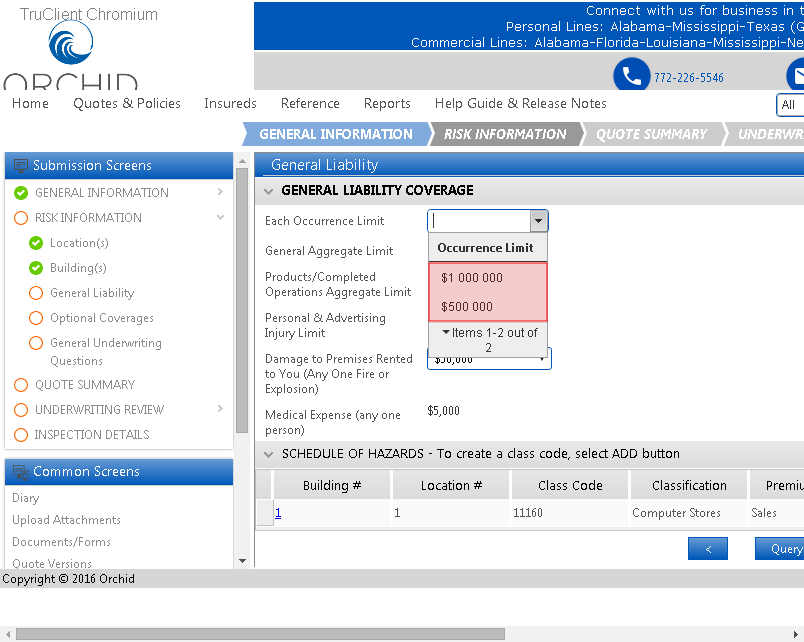 TruClient Chromium
Connect with us for business in t
Personal Lines: Alabama-Mississippi-Texas (G
Commercial Lines: Alabama-Florida-Louisiana-Mississippi-Ne
ORCHID
772-226-5546
Home Quotes & Policies Insureds Reference Reports Help Guide & Release Notes All
GENERAL INFORMATION RISK INFORMATION QUOTE SUMMARY UNDERWR
Submission Screens
GENERAL INFORMATION
RISK INFORMATION
Location(s)
Building(s)
General Liability
Optional Coverages
General Underwriting
Questions
QUOTE SUMMARY
UNDERWRITING REVIEW
INSPECTION DETAILS
Common Screens
Diary
Upload Attachments
Documents/Forms
Quote Versions
General Liability
GENERAL LIABILITY COVERAGE
Each Occurrence Limit
Occurrence Limit
$1 000 000
$500 000
Items 1-2 out of
2
General Aggregate Limit
Products/Completed
Operations Aggregate Limit
Personal & Advertising
Injury Limit
Damage to Premises Rented
to You (Any One Fire or
Explosion)
$50,000
Medical Expense (any one
person)
$5,000
SCHEDULE OF HAZARDS - To create a class code, select ADD button
Building # Location # Class Code Classification Premiu
1 1 11160 Computer Stores Sales
< Query
Copyright © 2016 Orchid